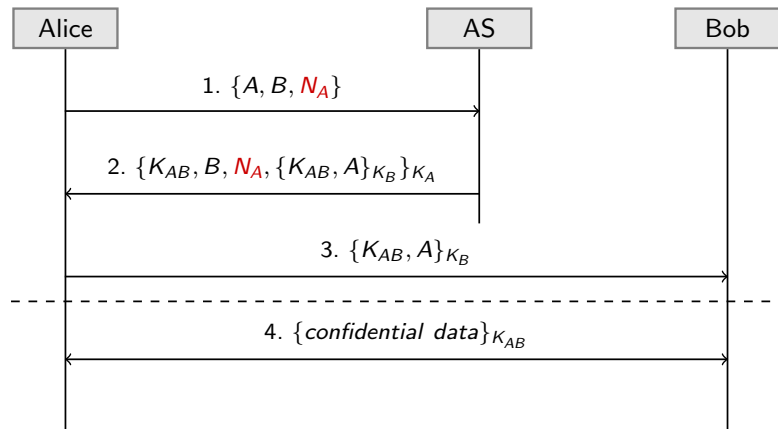 Alice AS Bob
1. {A, B, N_A}
2. {K_AB, B, N_A, {K_AB, A}_K_B}_K_A
3. {K_AB, A}_K_B
4. {confidential data}_K_AB